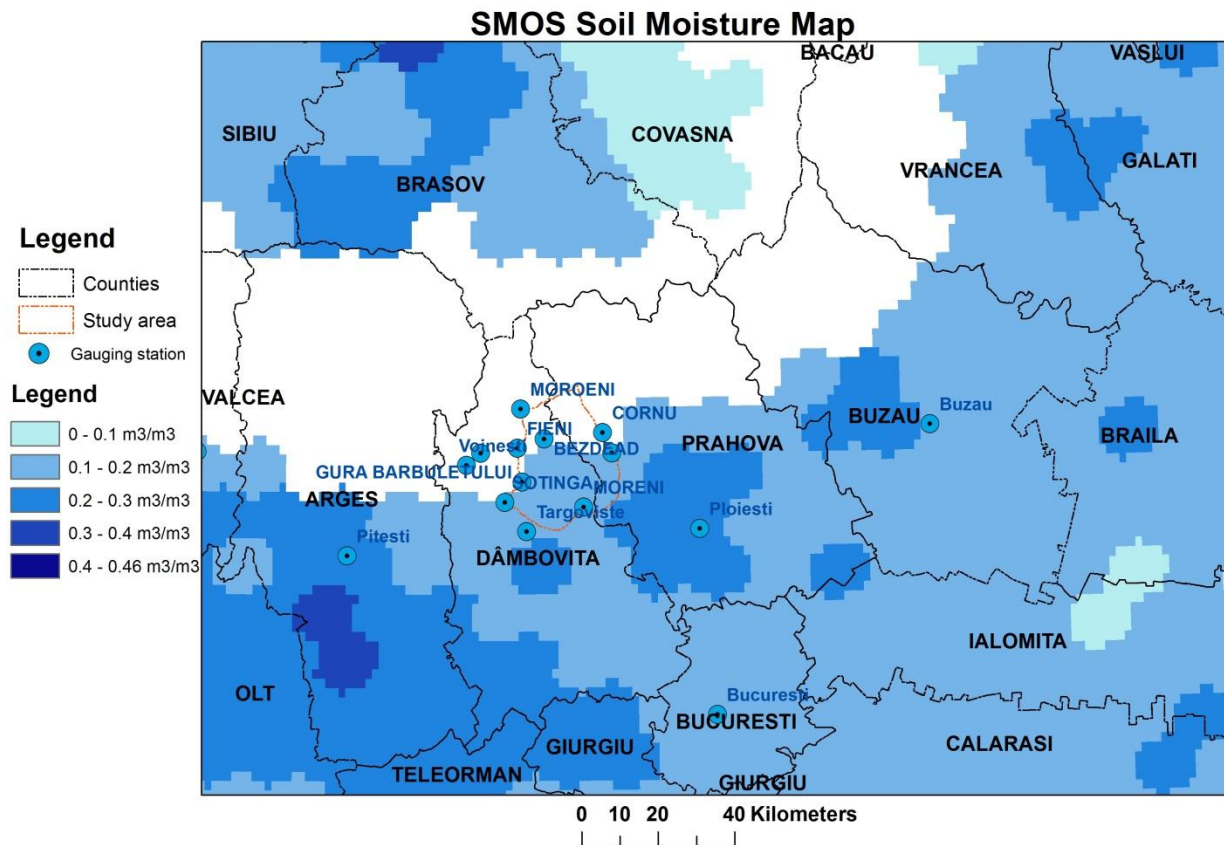 SMOS Soil Moisture Map
BACAU
VASLUI
SIBIU
COVASNA
GALATI
VRANCEA
BRASOV
Legend
Counties
Study area
Gauging station
Legend
0 - 0.1 m3/m3
0.1 - 0.2 m3/m3
0.2 - 0.3 m3/m3
0.3 - 0.4 m3/m3
0.4 - 0.46 m3/m3
VALCEA
MOROENI
CORNU
FIENI
Voinesti
BEZDEAD
PRAHOVA
BUZAU
Buzau
BRAILA
GURA BARBULETULUI
SOTINGA
MORENI
ARGES
Targoviste
Pitesti
Ploiesti
DÂMBOVITA
IALOMITA
OLT
Bucuresti
BUCURESTI
GIURGIU
CALARASI
TELEORMAN
GIURGIU
0 10 20 40 Kilometers